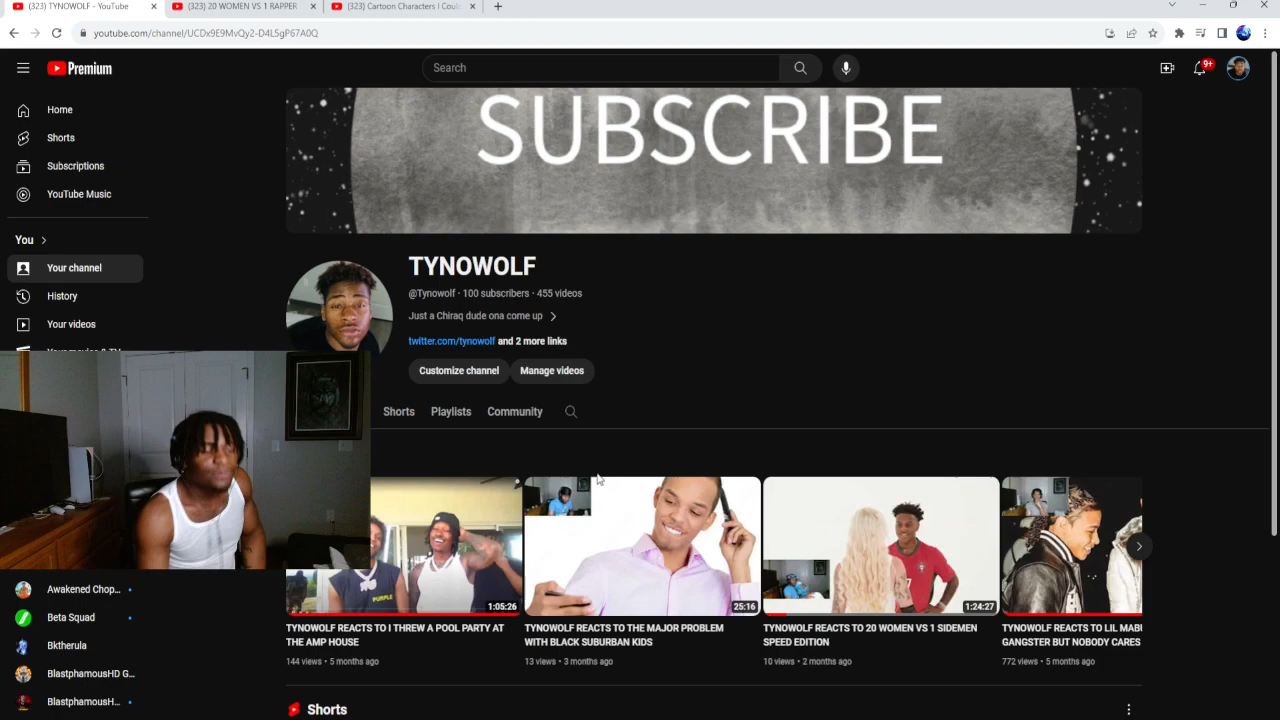 (323) TYNOWOLF - YouTube
(323) 20 WOMEN VS 1 RAPPER
(323) Cartoon Characters I Coul
youtube.com/channel/UCDx9E9MvQy2-D4L5gP67A0Q
Premium
Search
9+
Home
Shorts
Subscriptions
YouTube Music
You
Your channel
History
Your videos
SUBSCRIBE
TYNOWOLF
@Tynowolf · 100 subscribers · 455 videos
Just a Chiraq dude ona come up
twitter.com/tynowolf and 2 more links
Customize channel
Manage videos
Shorts
Playlists
Community
PURPLE
1:05:26
25:16
1:24:27
TYNOWOLF REACTS TO I THREW A POOL PARTY AT
THE AMP HOUSE
144 views · 5 months ago
TYNOWOLF REACTS TO THE MAJOR PROBLEM
WITH BLACK SUBURBAN KIDS
13 views · 3 months ago
TYNOWOLF REACTS TO 20 WOMEN VS 1 SIDEMEN
SPEED EDITION
10 views · 2 months ago
TYNOWOLF REACTS TO LIL MABU
GANGSTER BUT NOBODY CARES
772 views · 5 months ago
Awakened Chop...
Beta Squad
Bktherula
BlastphamousHD G...
BlastphamousH...
Shorts